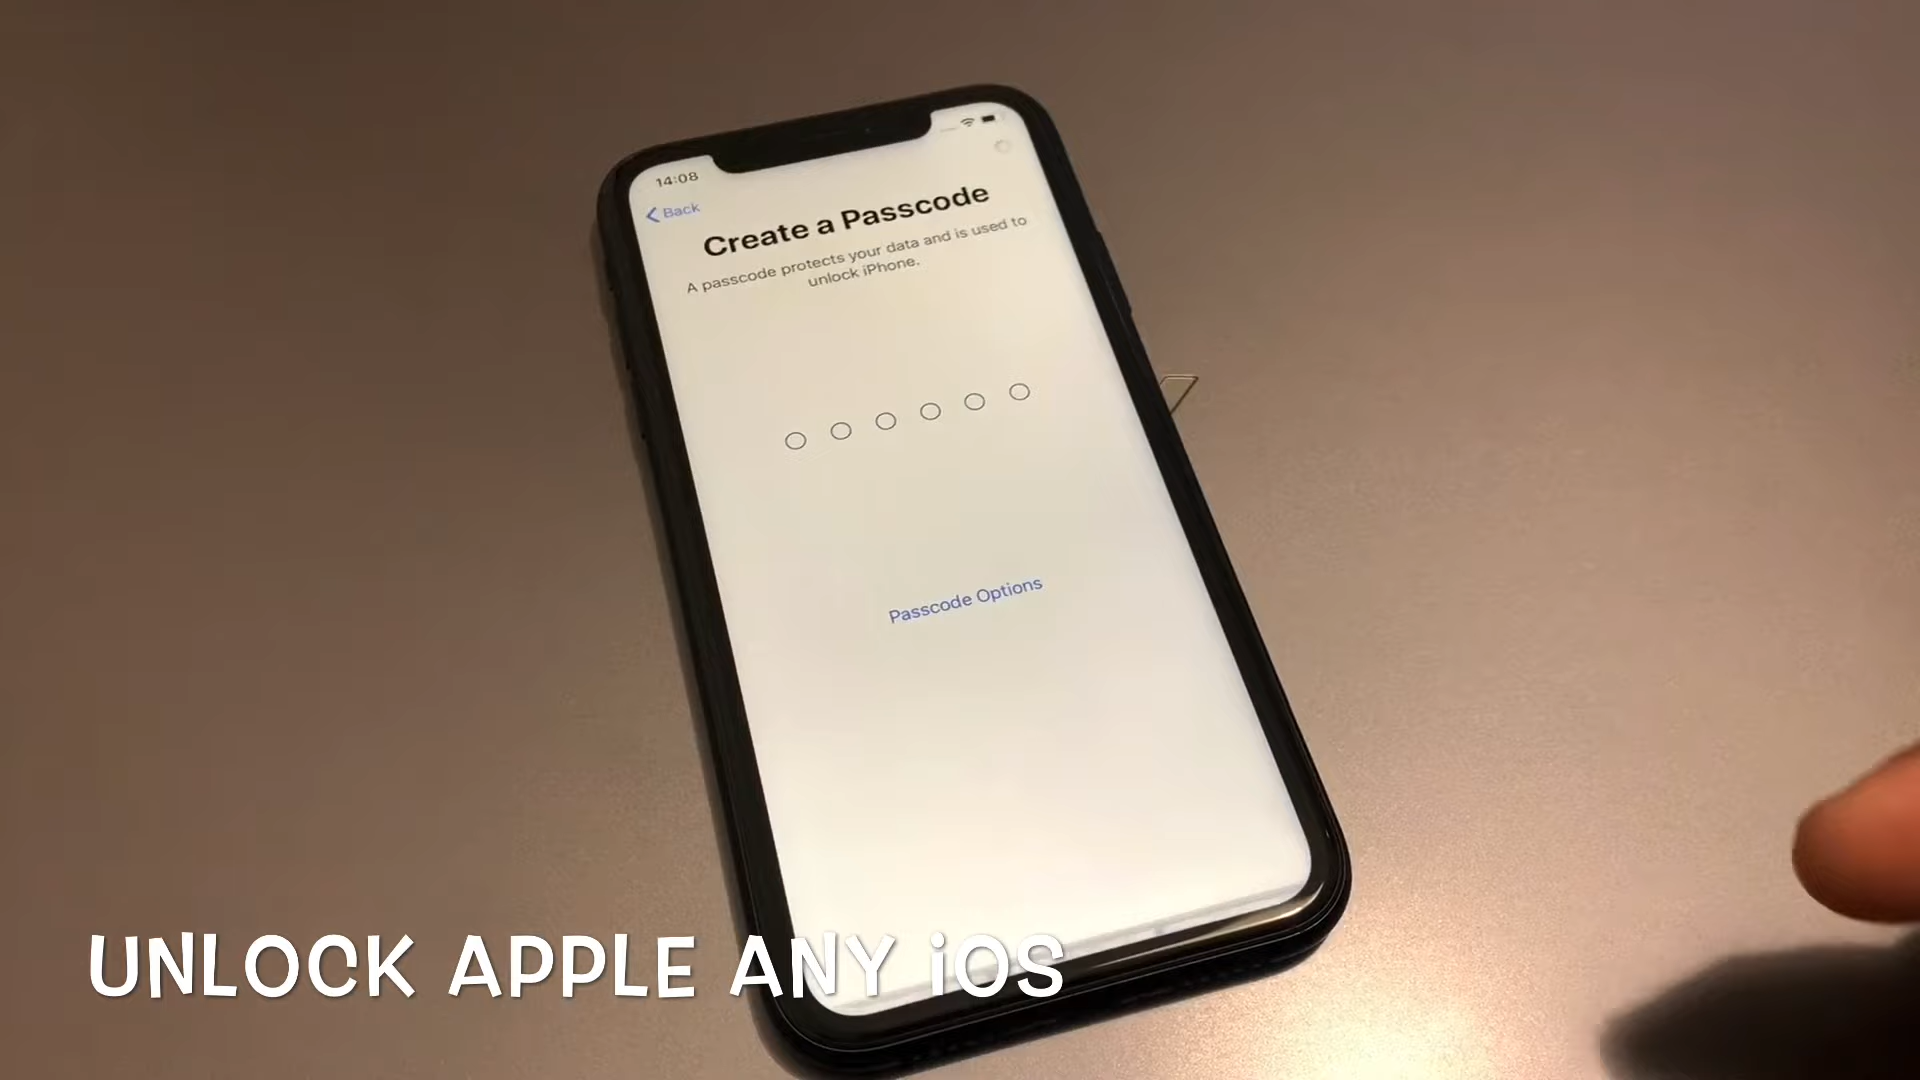 14:08
Back
Create a Passcode
A passcode protects your data and is used to
unlock iPhone.
Passcode Options
UNLOCK APPLE ANY iOS